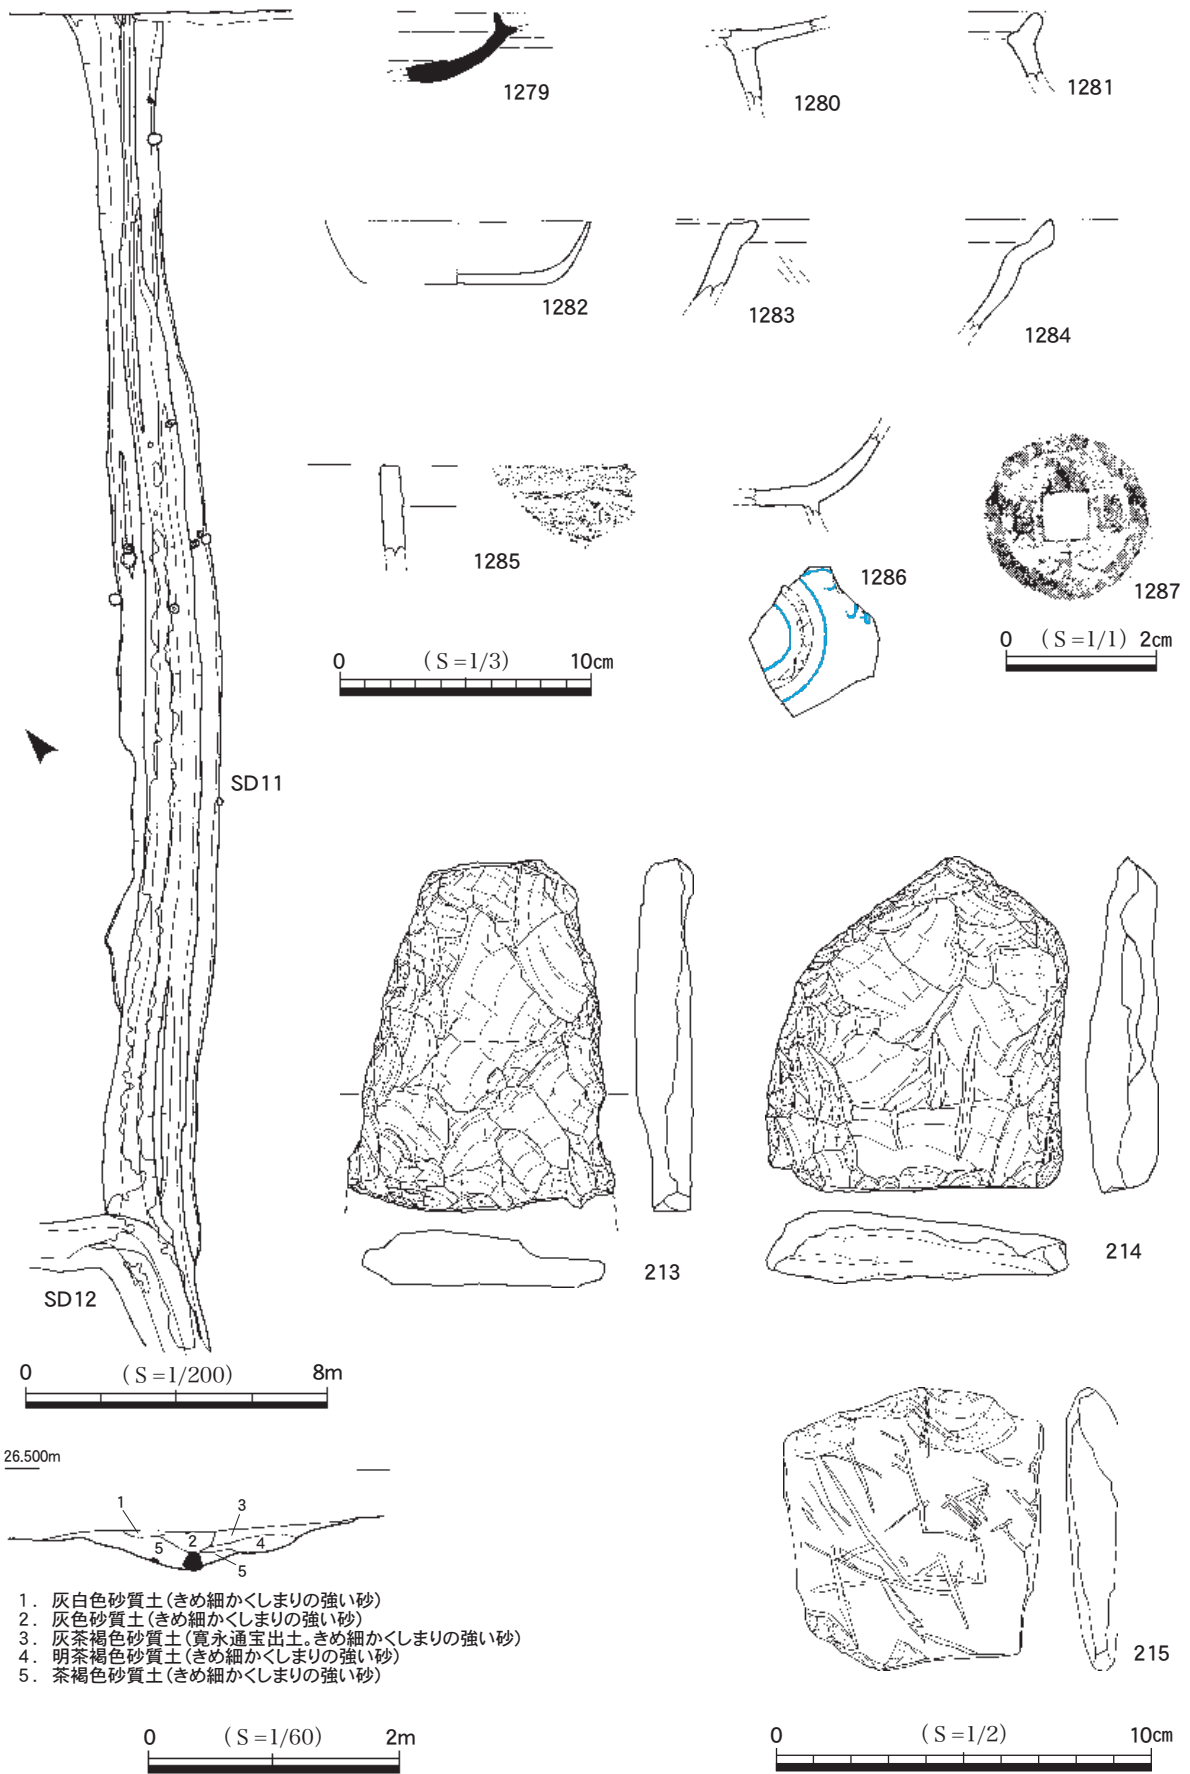 1279
1280
1281
1282
1283
1284
1285
1286
1287
0 (S=1/3) 10cm
0 (S=1/1) 2cm
SD11
SD12
213
214
0 (S=1/200) 8m
26.500m
1
3
2
5
4
5
1. 灰白色砂質土(きめ細かくしまりの強い砂)
2. 灰色砂質土(きめ細かくしまりの強い砂)
3. 灰茶褐色砂質土(寛永通宝出土。きめ細かくしまりの強い砂)
4. 明茶褐色砂質土(きめ細かくしまりの強い砂)
5. 茶褐色砂質土(きめ細かくしまりの強い砂)
215
0 (S=1/60) 2m
0 (S=1/2) 10cm